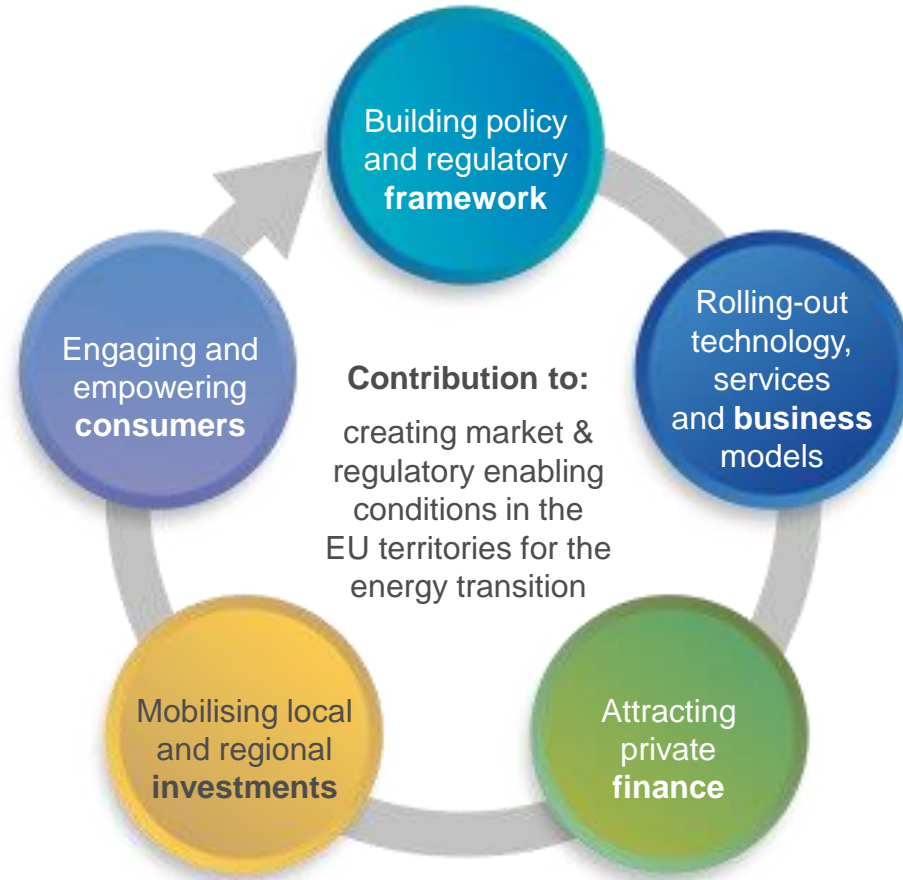 Building policy
and regulatory
framework
Rolling-out
technology,
services
and business
models
Attracting
private
finance
Mobilising local
and regional
investments
Engaging and
empowering
consumers
Contribution to:
creating market &
regulatory enabling
conditions in the
EU territories for the
energy transition